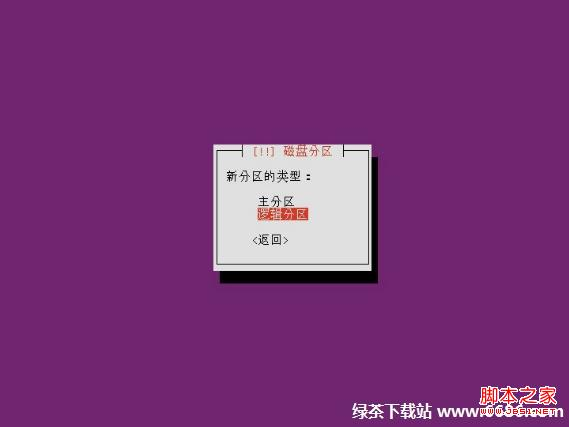 [!!] 磁盘分区
新分区的类型：
主分区
逻辑分区
<返回>
脚本之家
绿茶下载站